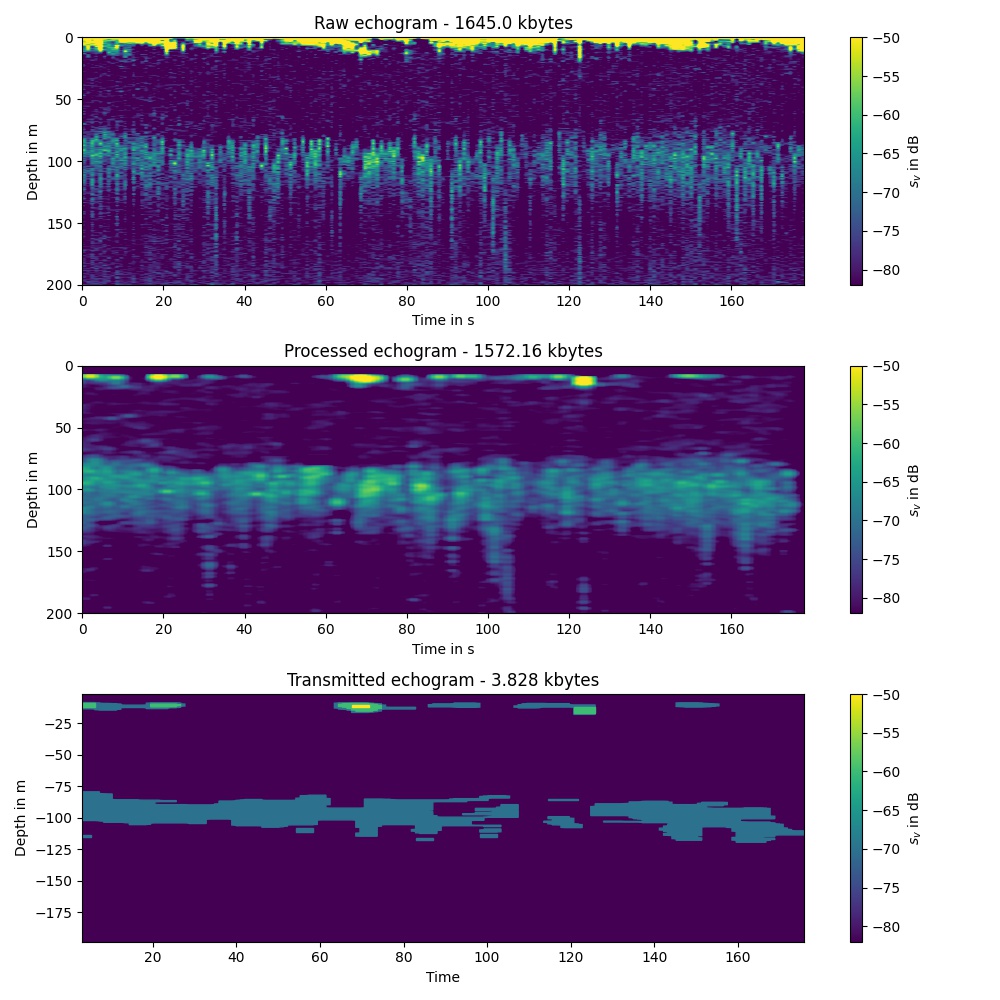 Raw echogram - 1645.0 kbytes
0
50
100
150
200
Depth in m
0 20 40 60 80 100 120 140 160
Time in s
−50
−55
−60
−65
−70
−75
−80
sv in dB
Processed echogram - 1572.16 kbytes
0
50
100
150
200
Depth in m
0 20 40 60 80 100 120 140 160
Time in s
−50
−55
−60
−65
−70
−75
−80
sv in dB
Transmitted echogram - 3.828 kbytes
−25
−50
−75
−100
−125
−150
−175
Depth in m
20 40 60 80 100 120 140 160
Time
−50
−55
−60
−65
−70
−75
−80
sv in dB